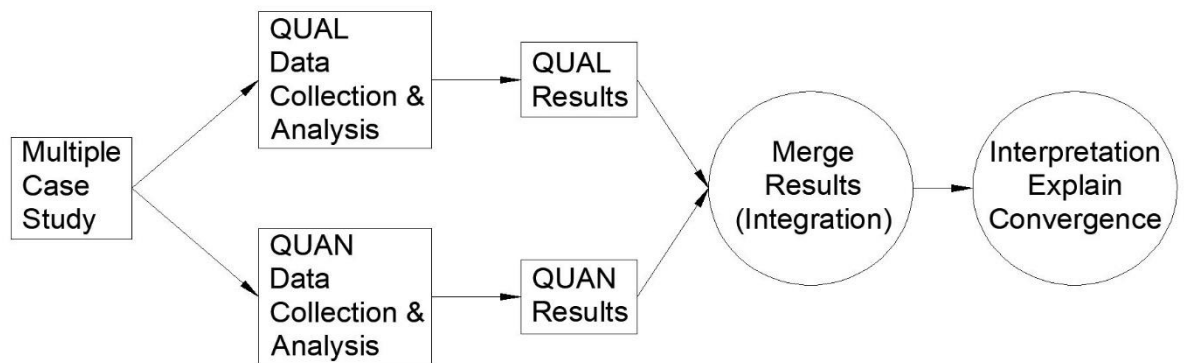 Multiple
Case
Study
QUAL
Data
Collection &
Analysis
QUAL
Results
QUAN
Data
Collection &
Analysis
QUAN
Results
Merge
Results
(Integration)
Interpretation
Explain
Convergence